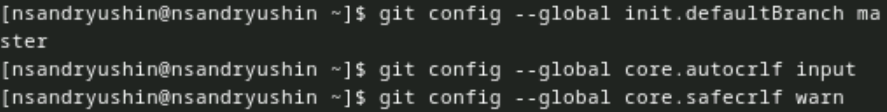 [nsandryushin@nsandryushin ~]$ git config --global init.defaultBranch ma
ster
[nsandryushin@nsandryushin ~]$ git config --global core.autocrlf input
[nsandryushin@nsandryushin ~]$ git config --global core.safecrlf warn